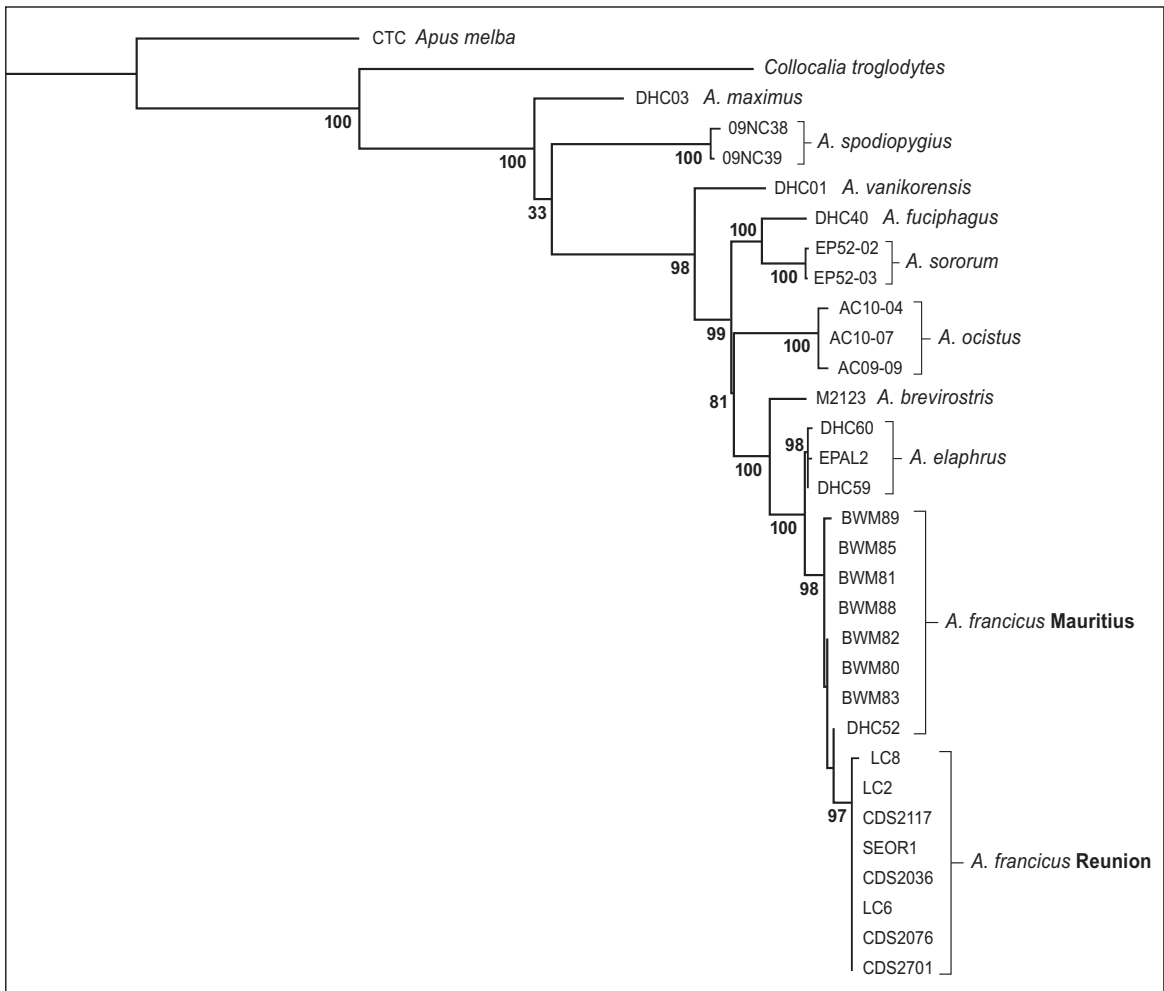 CTC Apus melba
Collocalia troglodytes
100
DHC03 A. maximus
100
09NC38
09NC39
100
A. spodiopygius
33
DHC01 A. vanikorensis
98
DHC40 A. fuciphagus
100
EP52-02
EP52-03
100
A. sororum
99
AC10-04
AC10-07
AC09-09
100
A. ocistus
81
M2123 A. brevirostris
100
DHC60
EPAL2
DHC59
98
A. elaphrus
100
BWM89
BWM85
BWM81
BWM88
BWM82
BWM80
BWM83
DHC52
98
A. francicus Mauritius
LC8
LC2
CDS2117
SEOR1
CDS2036
LC6
CDS2076
CDS2701
97
A. francicus Reunion